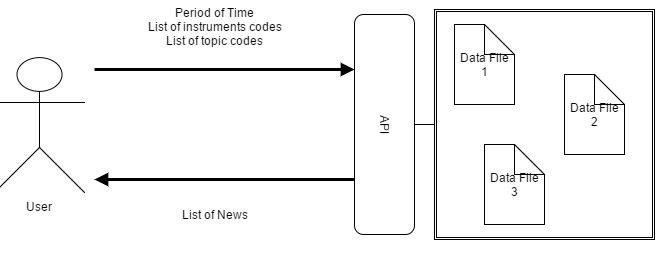 Period of Time
List of instruments codes
List of topic codes
User
List of News
API
Data File
1
Data File
2
Data File
3